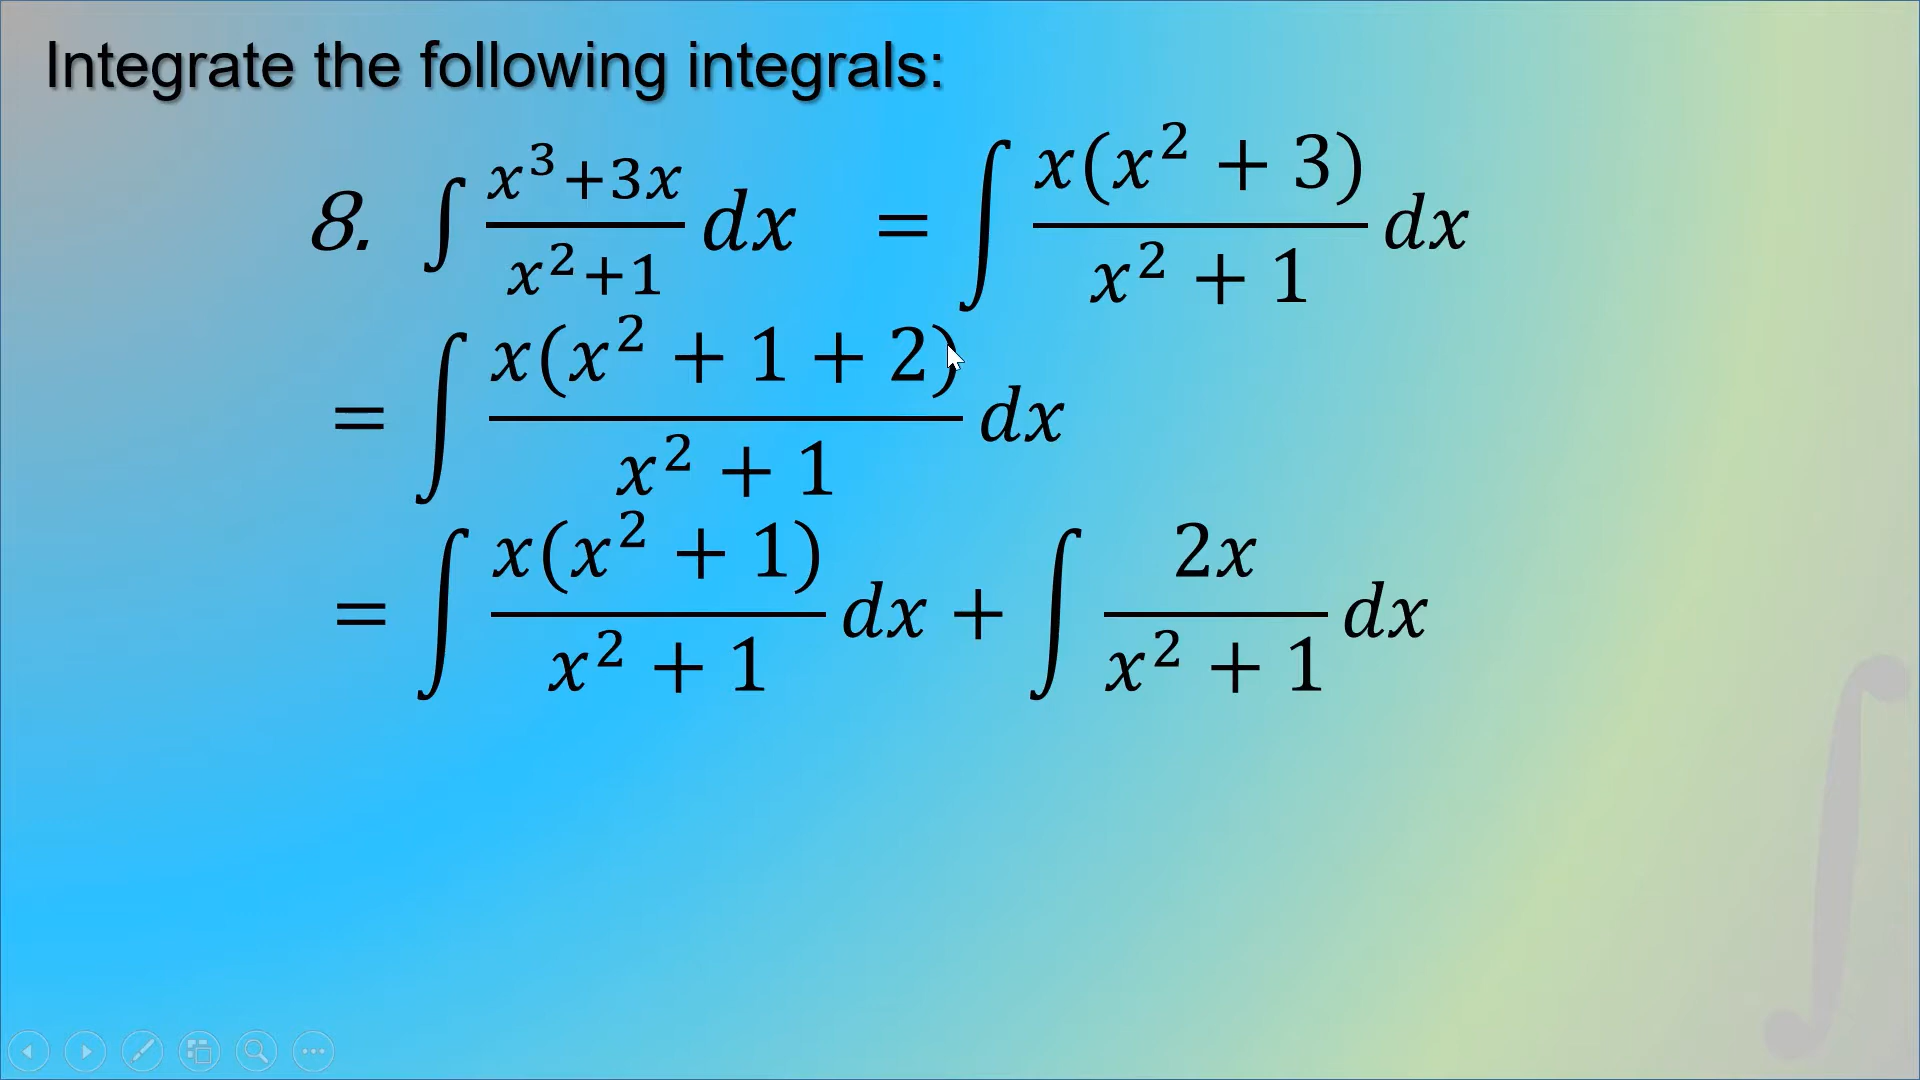 Integrate the following integrals:
8. ∫ (x³+3x)/(x²+1) dx = ∫ x(x² + 3)/(x² + 1) dx
= ∫ x(x² + 1 + 2)/(x² + 1) dx
= ∫ x(x² + 1)/(x² + 1) dx + ∫ 2x/(x² + 1) dx